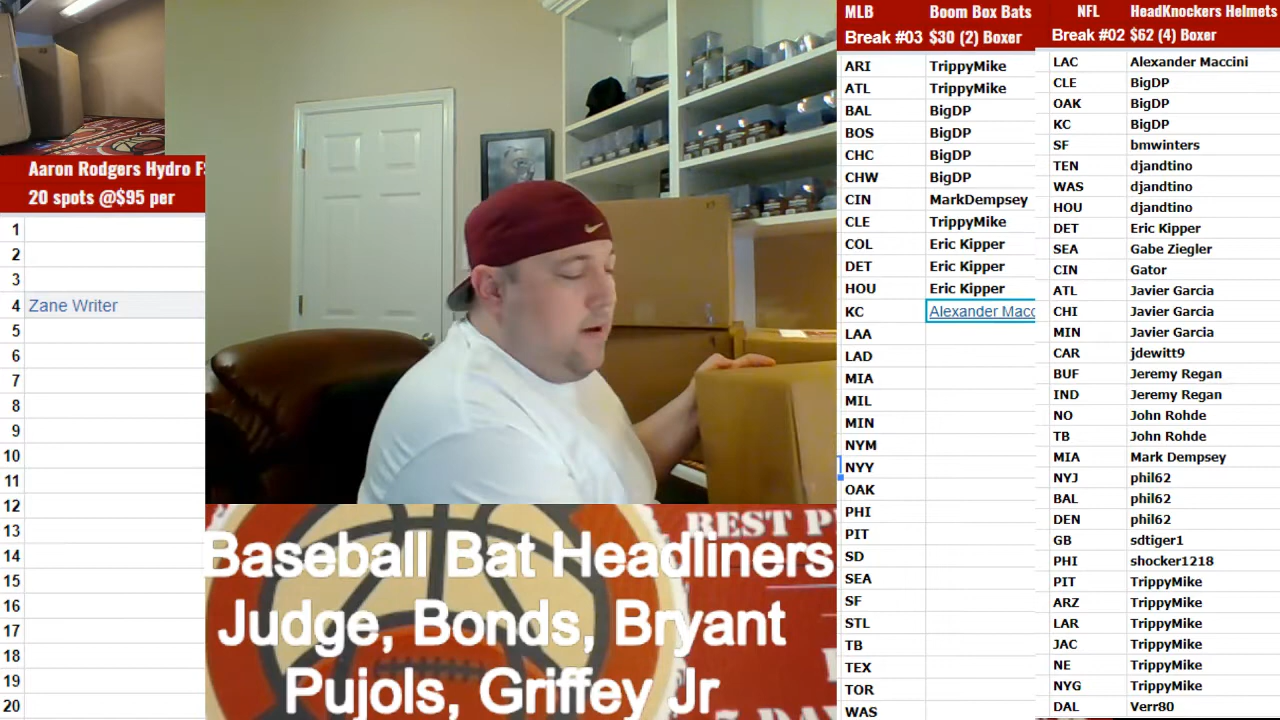 Aaron Rodgers Hydro
20 spots @$95 per
1
2
3
4 Zane Writer
5
6
7
8
9
10
11
12
13
14
15
16
17
18
19
20
REST
Baseball Bat Headliners
Judge, Bonds, Bryant
Pujols, Griffey Jr
MLB Boom Box Bats
Break #03 $30 (2) Boxer
ARI TrippyMike
ATL TrippyMike
BAL BigDP
BOS BigDP
CHC BigDP
CHW BigDP
CIN MarkDempsey
CLE TrippyMike
COL Eric Kipper
DET Eric Kipper
HOU Eric Kipper
KC Alexander Macc
LAA
LAD
MIA
MIL
MIN
NYM
NYY
OAK
PHI
PIT
SD
SEA
SF
STL
TB
TEX
TOR
WAS
NFL HeadKnockers Helmets
Break #02 $62 (4) Boxer
LAC Alexander Maccini
CLE BigDP
OAK BigDP
KC BigDP
SF bmwinters
TEN djandtino
WAS djandtino
HOU djandtino
DET Eric Kipper
SEA Gabe Ziegler
CIN Gator
ATL Javier Garcia
CHI Javier Garcia
MIN Javier Garcia
CAR jdewitt9
BUF Jeremy Regan
IND Jeremy Regan
NO John Rohde
TB John Rohde
MIA Mark Dempsey
NYJ phil62
BAL phil62
DEN phil62
GB sdtiger1
PHI shocker1218
PIT TrippyMike
ARZ TrippyMike
LAR TrippyMike
JAC TrippyMike
NE TrippyMike
NYG TrippyMike
DAL Verr80